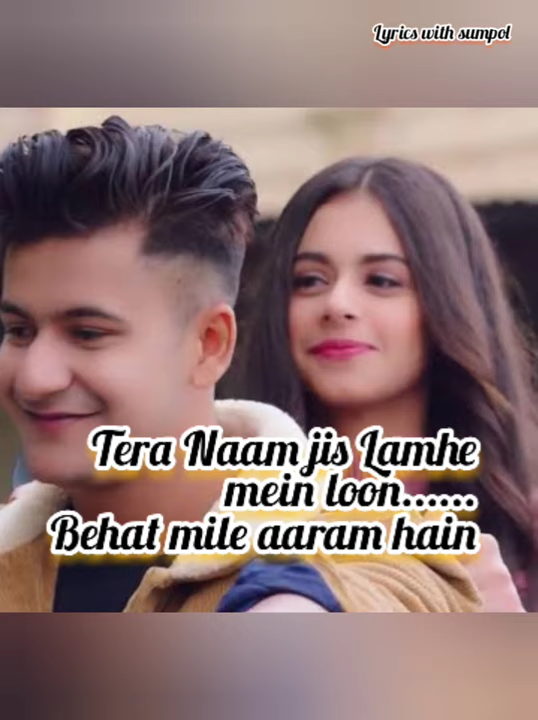 Lyrics with sumpol
Tera Naam jis Lamhe
mein loon......
Behat mile aaram hain